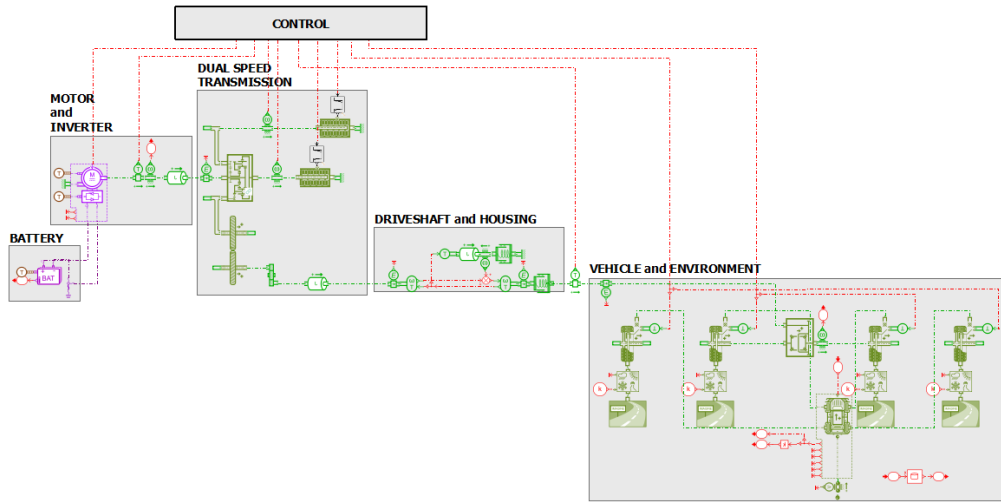 CONTROL
DUAL SPEED
TRANSMISSION
MOTOR
and
INVERTER
T
M
T
BATTERY
T
BAT
DRIVESHAFT and HOUSING
VEHICLE and ENVIRONMENT